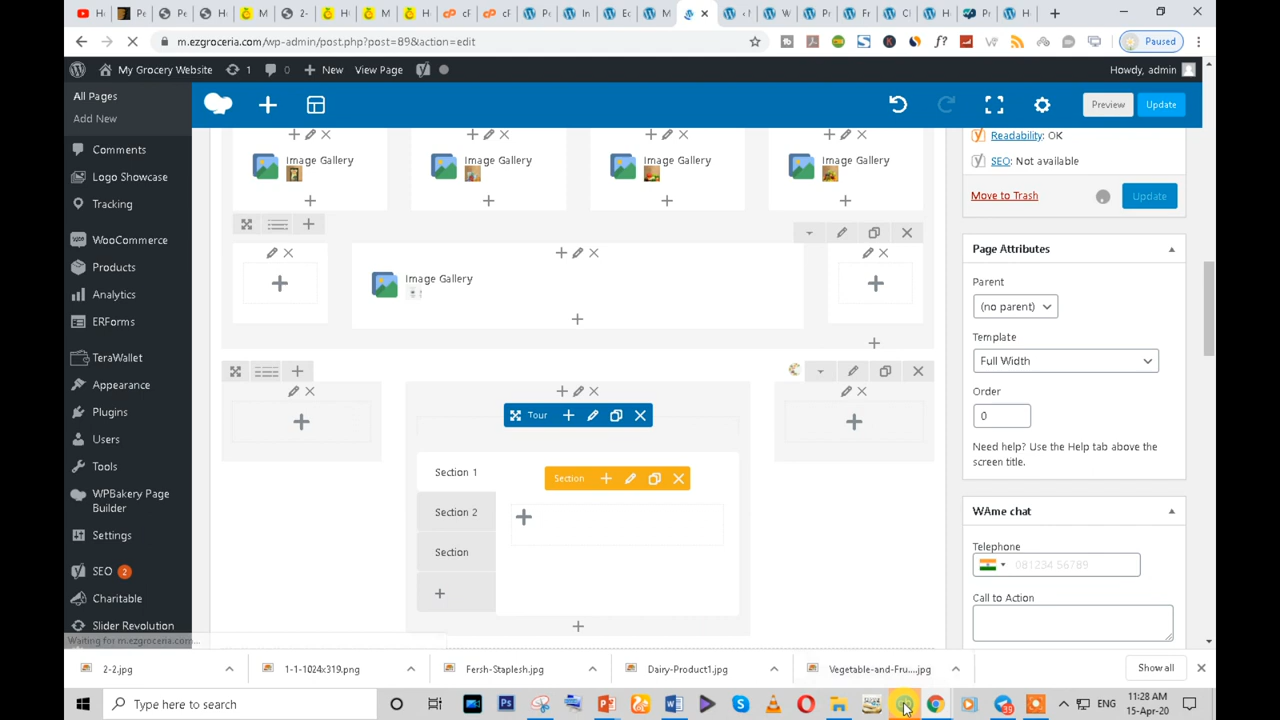 m.ezgroceria.com/wp-admin/post.php?post=89&action=edit
Paused
My Grocery Website
1
0
New
View Page
Howdy, admin
All Pages
Add New
Comments
Logo Showcase
Tracking
WooCommerce
Products
Analytics
ERForms
TeraWallet
Appearance
Plugins
Users
Tools
WPBakery Page
Builder
Settings
SEO 2
Charitable
Slider Revolution
Waiting for m.ezgroceria.com...
Preview
Update
Image Gallery
Image Gallery
Image Gallery
Image Gallery
Image Gallery
Tour
Section 1
Section
Section 2
Section
Readability: OK
SEO: Not available
Move to Trash
Update
Page Attributes
Parent
(no parent)
Template
Full Width
Order
0
Need help? Use the Help tab above the
screen title.
WAme chat
Telephone
081234 56789
Call to Action
2-2.jpg
1-1-1024x319.png
Fersh-Staplesh.jpg
Dairy-Product1.jpg
Vegetable-and-Fru....jpg
Show all
Type here to search
39
ENG
11:28 AM
15-Apr-20